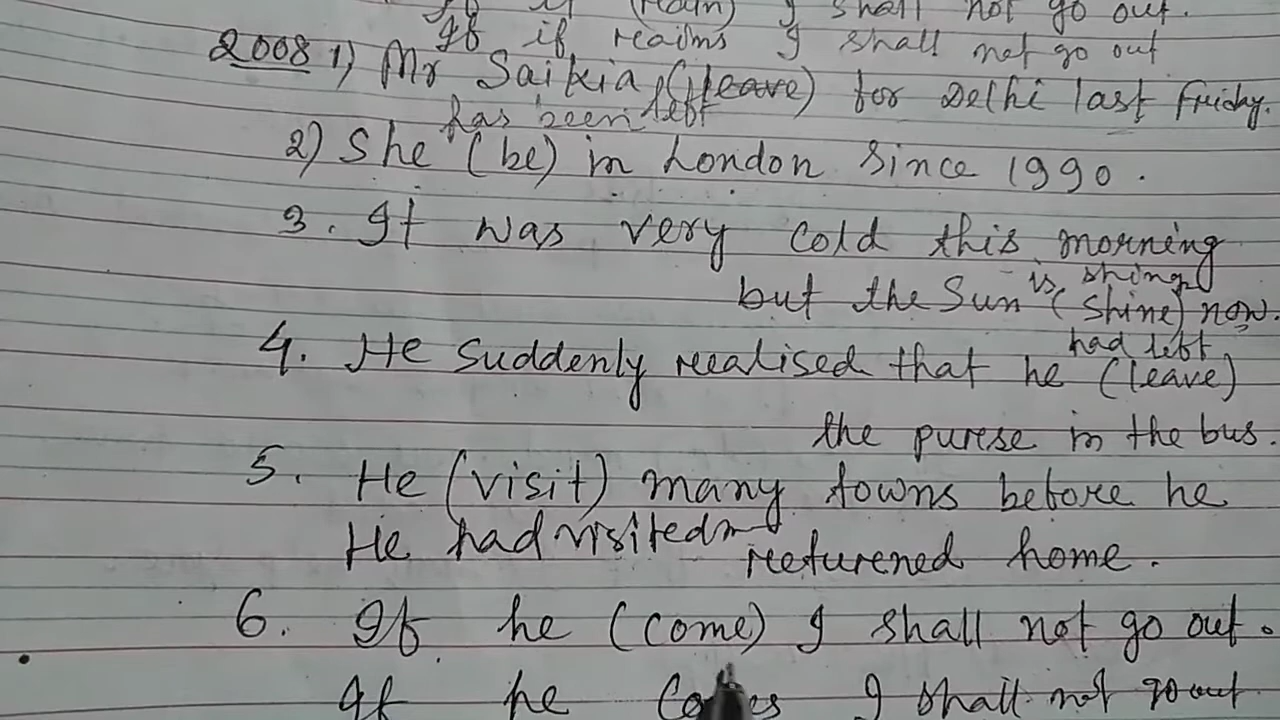 If it (rain) I shall not go out.
If it rains I shall not go out
2008 1) Mr Saikia (leave) for Delhi last Friday.
has been left
2) She (be) in London since 1990.
3. It was very cold this morning
is shing
but the Sun (shine) now.
had left
4. He suddenly realised that he (leave)
the purse in the bus.
5. He (visit) many towns before he
He had visited returned home.
6. If he (come) I shall not go out.
If he I shall not go out